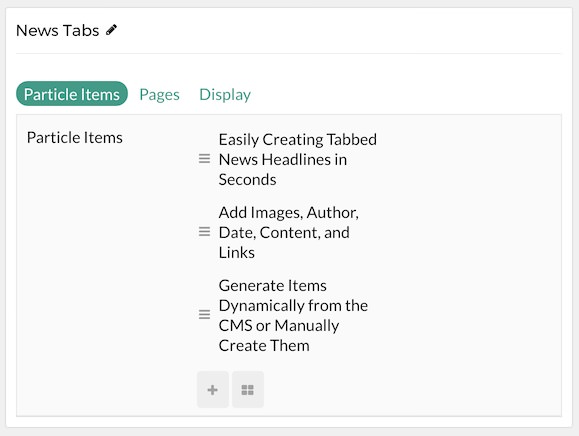 News Tabs
Particle Items Pages Display
Particle Items
Easily Creating Tabbed
News Headlines in
Seconds
Add Images, Author,
Date, Content, and
Links
Generate Items
Dynamically from the
CMS or Manually
Create Them